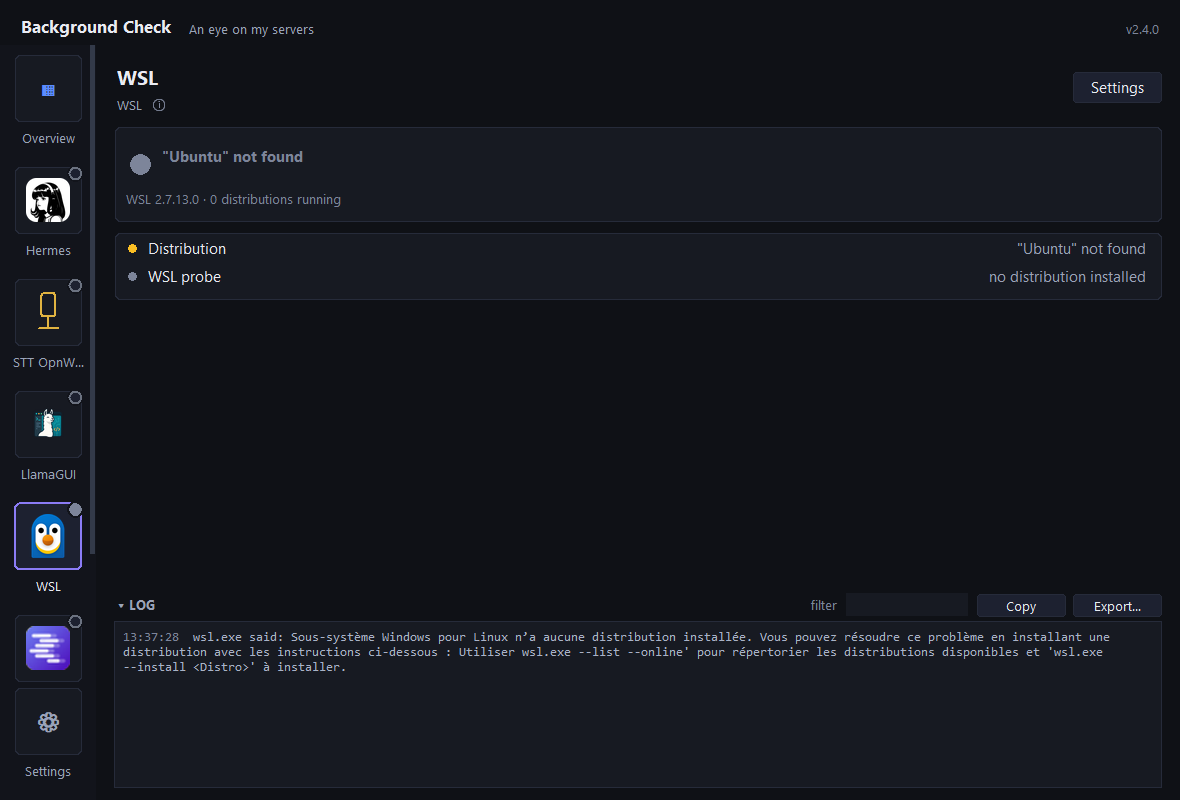 Background Check An eye on my servers v2.4.0
Overview
Hermes
STT OpnW...
LlamaGUI
WSL
Settings
WSL
WSL
Settings
"Ubuntu" not found
WSL 2.7.13.0 · 0 distributions running
Distribution "Ubuntu" not found
WSL probe no distribution installed
LOG filter Copy Export...
13:37:28 wsl.exe said: Sous-système Windows pour Linux n’a aucune distribution installée. Vous pouvez résoudre ce problème en installant une
distribution avec les instructions ci-dessous : Utiliser wsl.exe --list --online' pour répertorier les distributions disponibles et 'wsl.exe
--install <Distro>' à installer.